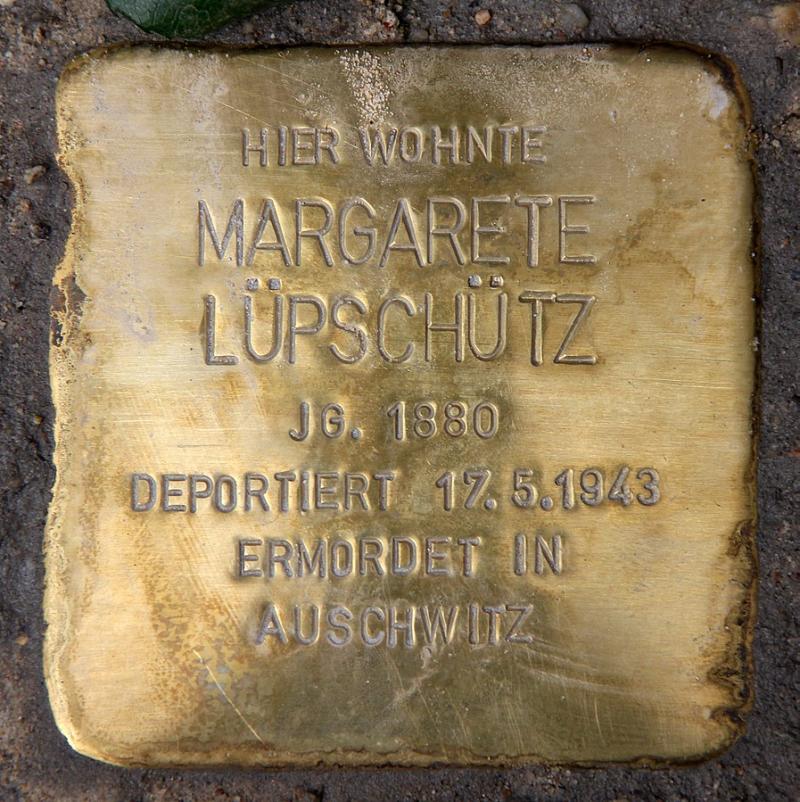 HIER WOHNTE
MARGARETE
LÜPSCHÜTZ
JG. 1880
DEPORTIERT 17.5.1943
ERMORDET IN
AUSCHWITZ